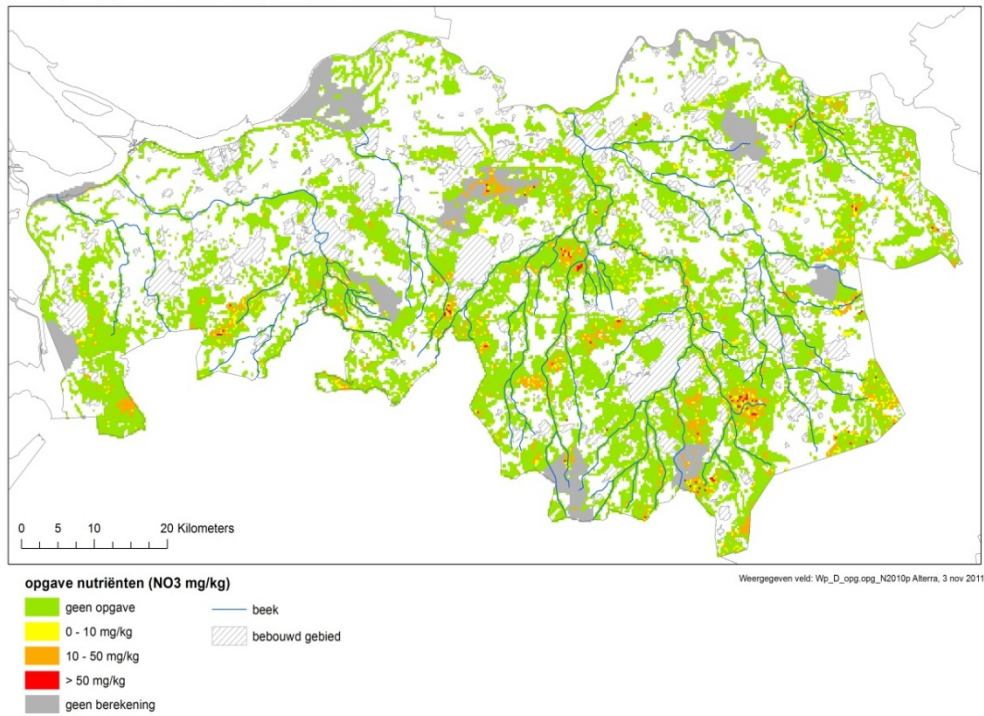 0 5 10 20 Kilometers
Weergegeven veld: Wp_D_opg.opg_N2010p Alterra, 3 nov 2011
opgave nutriënten (NO3 mg/kg)
geen opgave
0 - 10 mg/kg
10 - 50 mg/kg
> 50 mg/kg
geen berekening
beek
bebouwd gebied